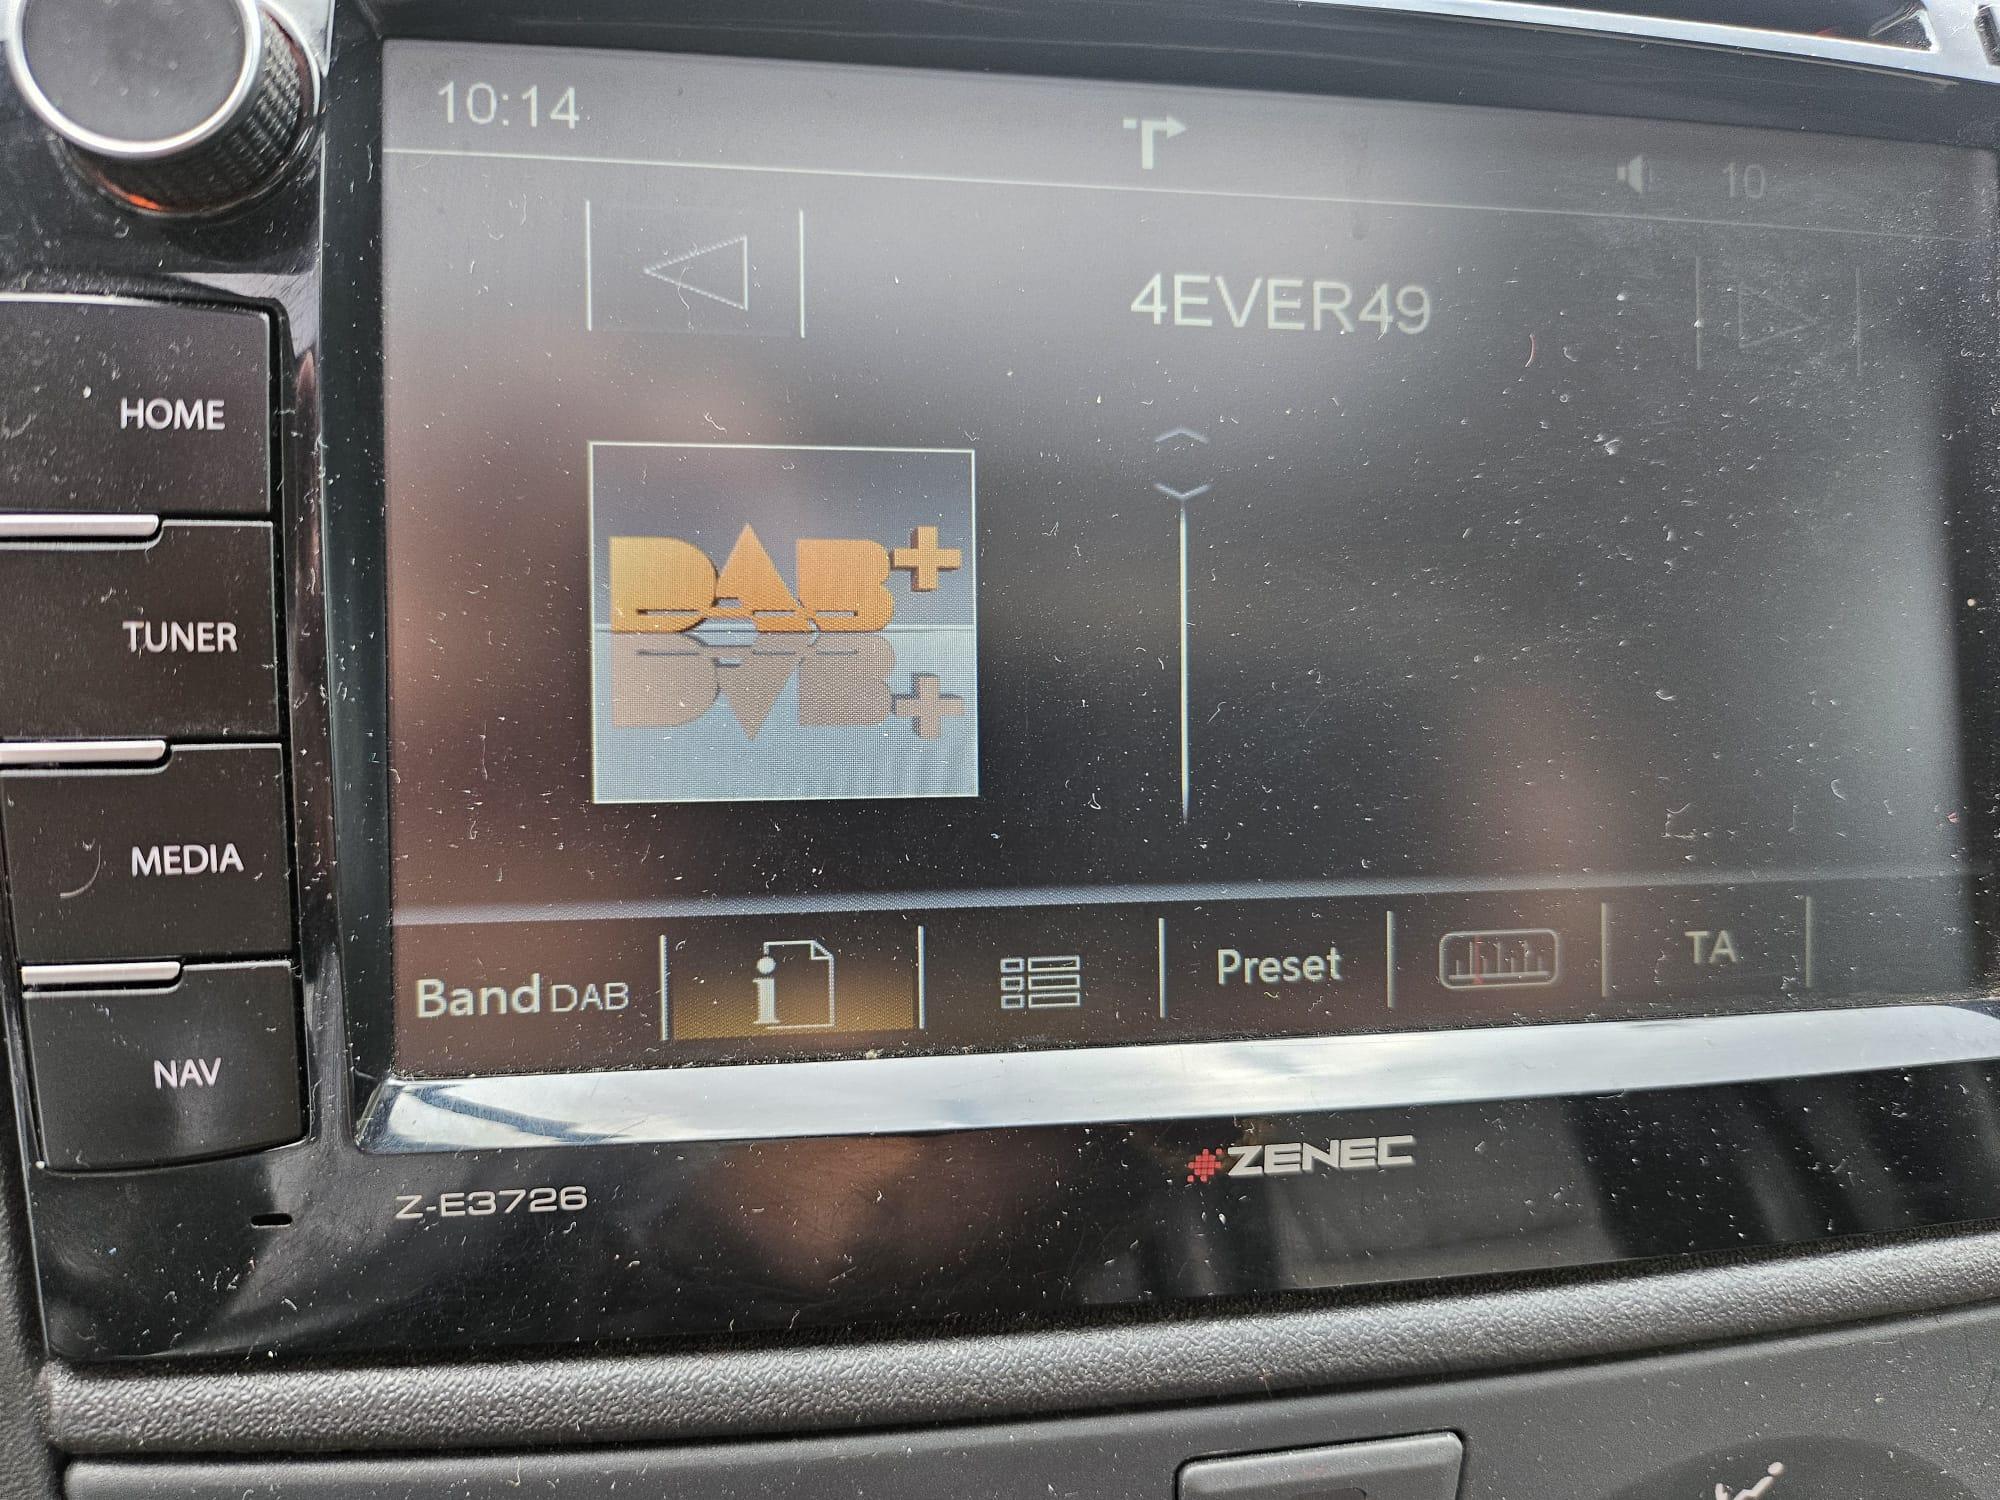 10:14
10
4EVER49
HOME
TUNER
MEDIA
NAV
DAB+
Band DAB
i
Preset
TA
ZENEC
Z-E3726